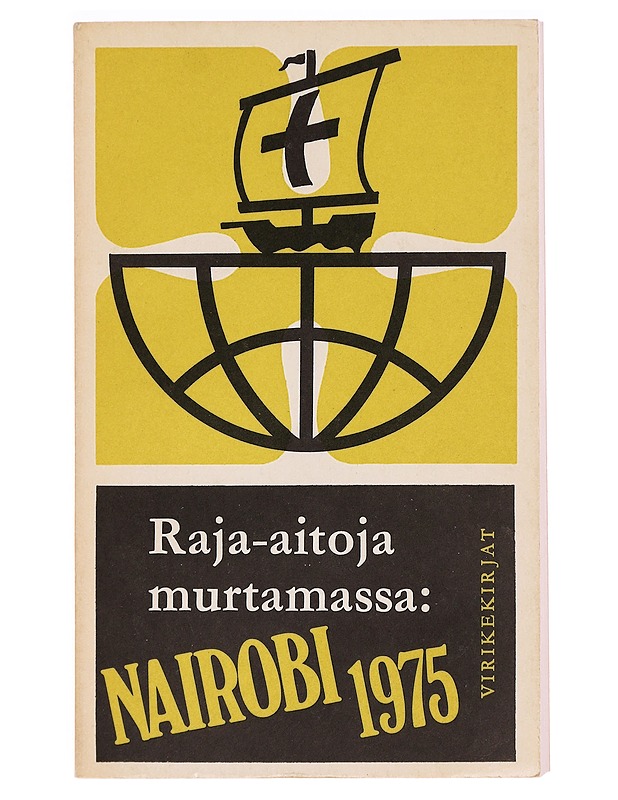 Raja-aitoja
murtamassa:
NAIROBI 1975
VIRIKEKIRJAT